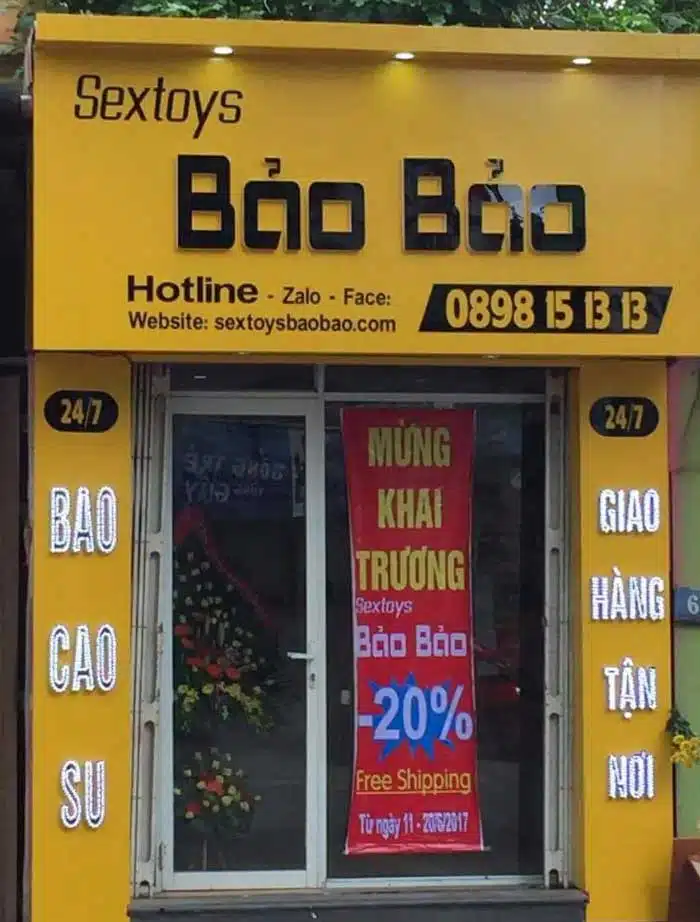 Sextoys
Bảo Bảo
Hotline - Zalo - Face:
0898 15 13 13
Website: sextoysbaobao.com
24/7
BAO
CAO
SU
MỪNG
KHAI
TRƯƠNG
Sextoys
Bảo Bảo
-20%
Free Shipping
Từ ngày 11 - 20/6/2017
24/7
GIAO
HÀNG
TẬN
NƠI
6